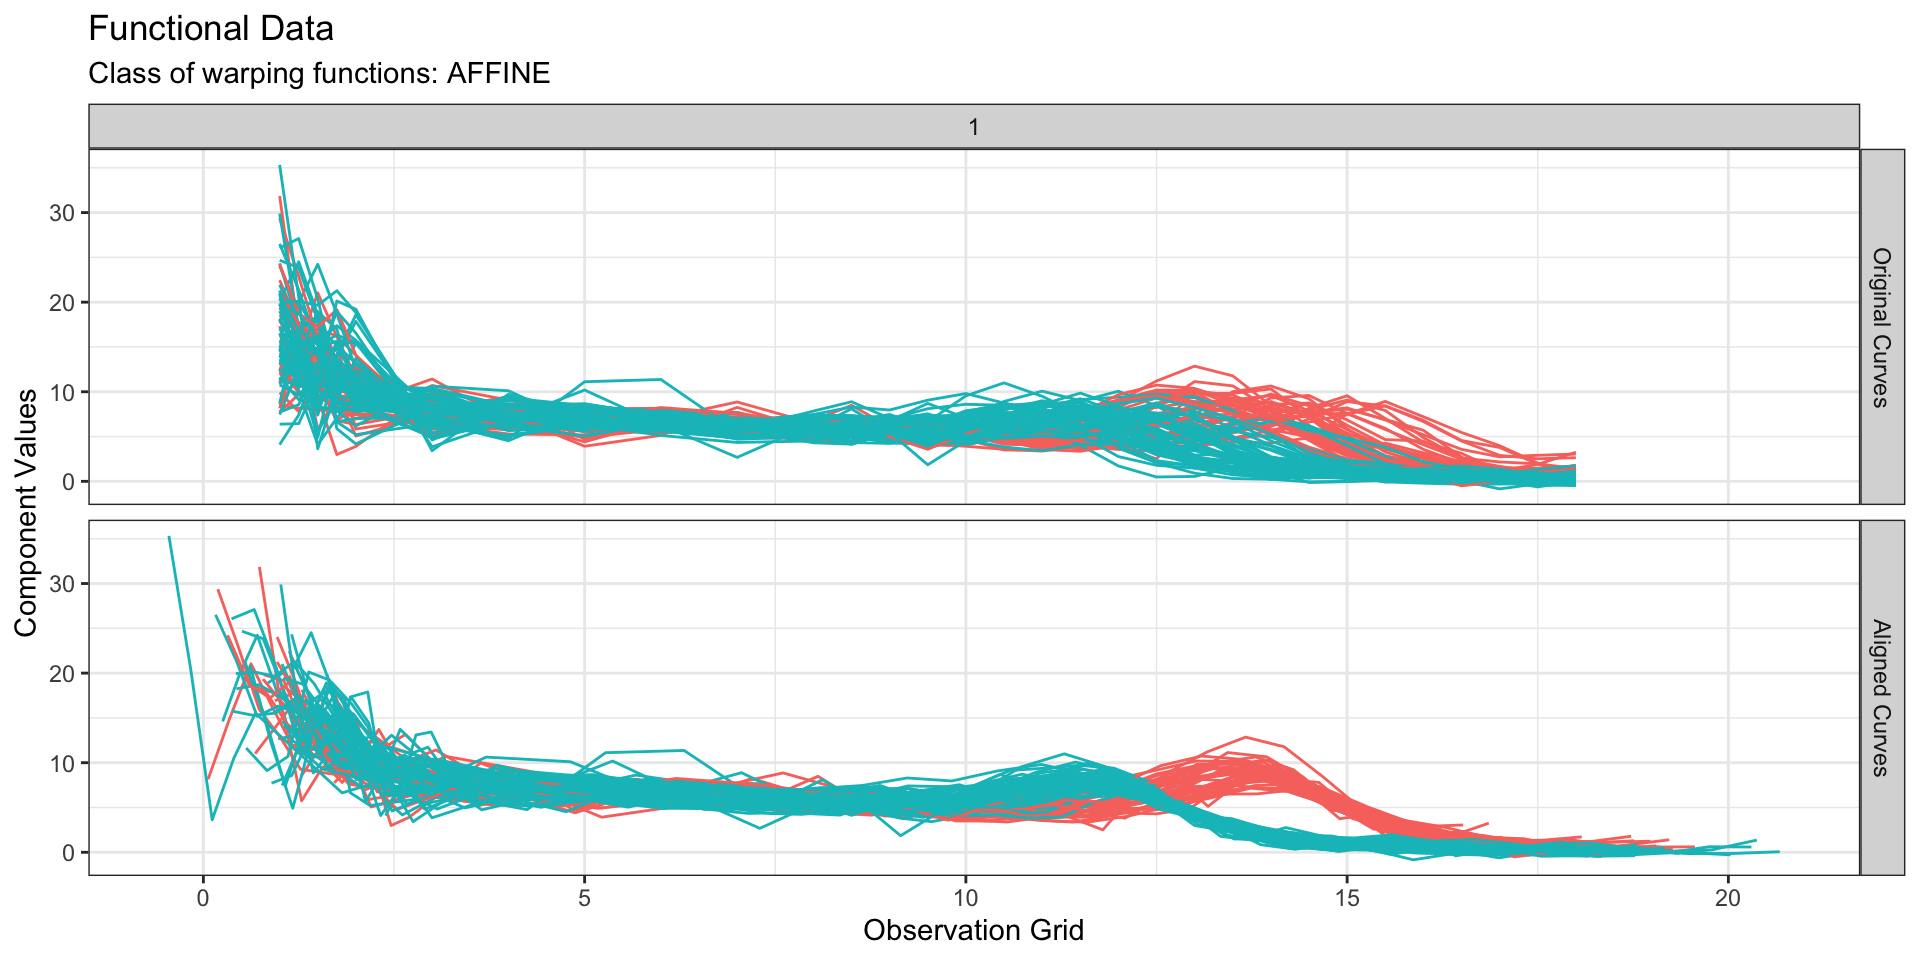 Functional Data
Class of warping functions: AFFINE
1
30
20
10
0
Original Curves
30
20
10
0
Aligned Curves
Component Values
0 5 10 15 20
Observation Grid